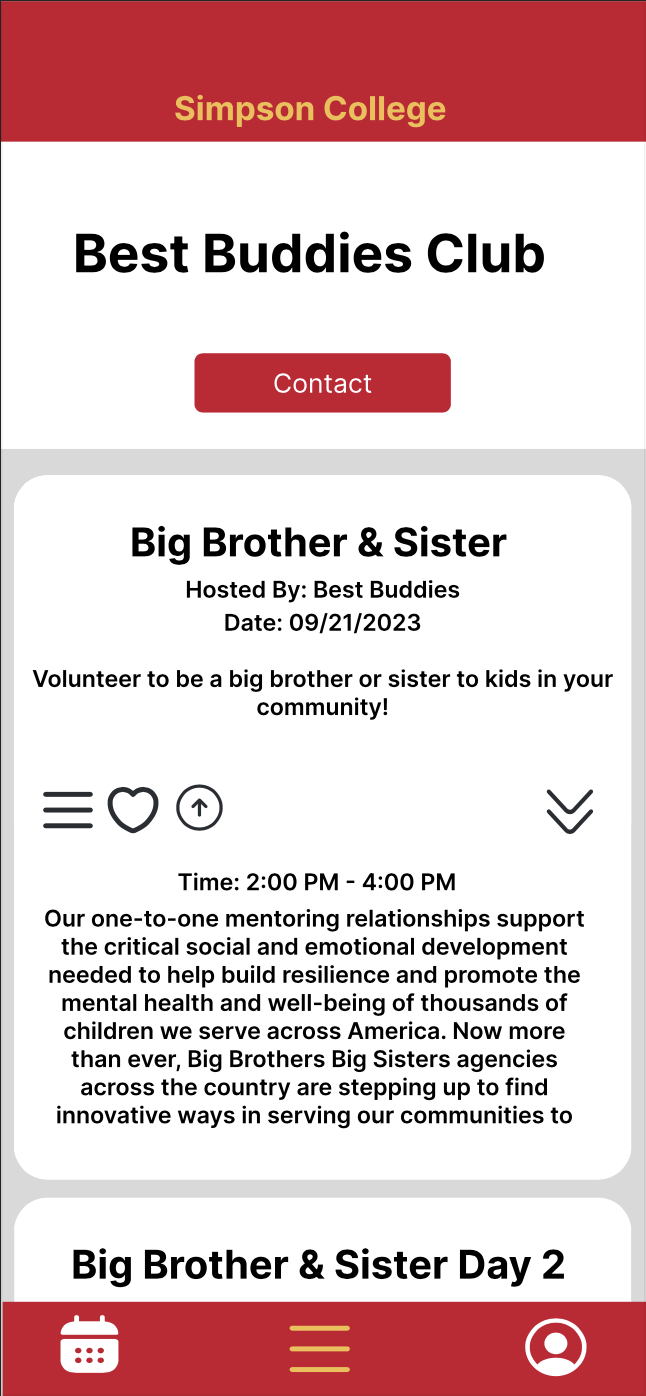 Simpson College
Best Buddies Club
Contact
Big Brother & Sister
Hosted By: Best Buddies
Date: 09/21/2023
Volunteer to be a big brother or sister to kids in your
community!
Time: 2:00 PM - 4:00 PM
Our one-to-one mentoring relationships support
the critical social and emotional development
needed to help build resilience and promote the
mental health and well-being of thousands of
children we serve across America. Now more
than ever, Big Brothers Big Sisters agencies
across the country are stepping up to find
innovative ways in serving our communities to
Big Brother & Sister Day 2